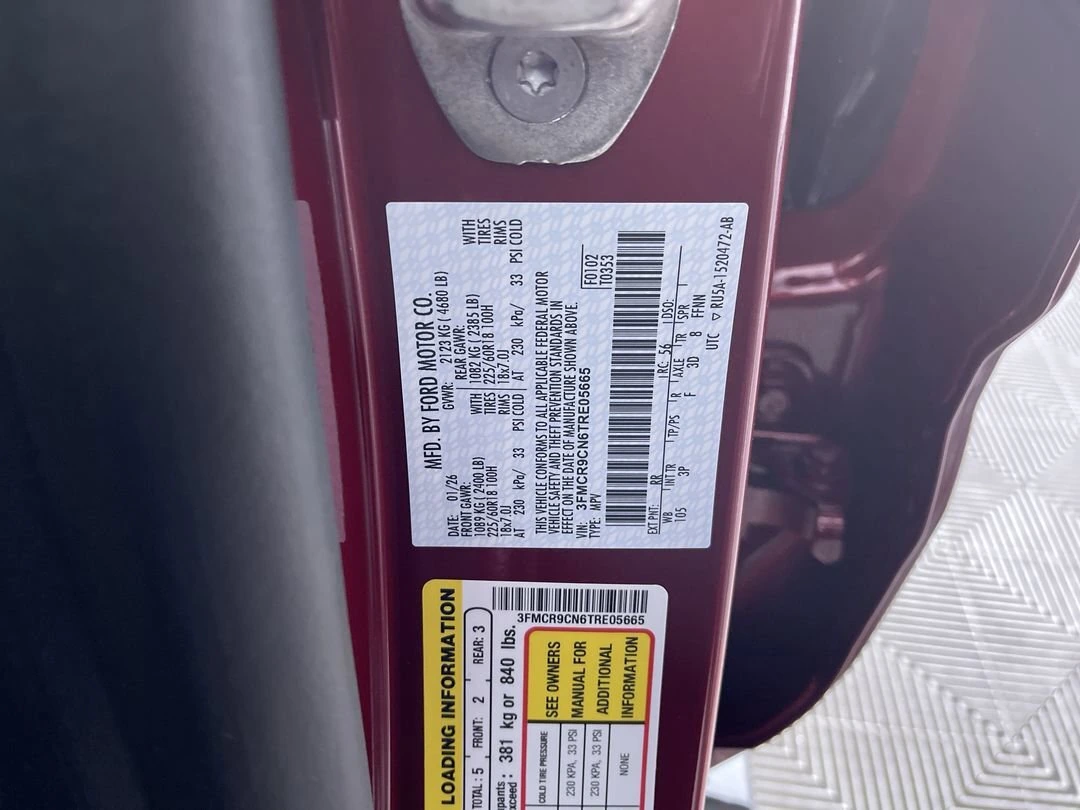 MFD. BY FORD MOTOR CO.
DATE: 01/26 GVWR: 2123 KG ( 4680 LB)
FRONT GAWR: REAR GAWR:
1089 KG ( 2400 LB) WITH 1082 KG ( 2385 LB) WITH
225/60R18 100H TIRES 225/60R18 100H TIRES
18x7.0J RIMS 18x7.0J RIMS
AT 230 kPa/ 33 PSI COLD AT 230 kPa/ 33 PSI COLD
THIS VEHICLE CONFORMS TO ALL APPLICABLE FEDERAL MOTOR
VEHICLE SAFETY AND THEFT PREVENTION STANDARDS IN
EFFECT ON THE DATE OF MANUFACTURE SHOWN ABOVE.
VIN: 3FMCR9CN6TRE05665
TYPE: MPV
F0102
T0353
EXT PNT: RR RC: 56 DSO:
WB INT TR TP/PS R AXLE TR SPR
105 3P F 3D 8 FFNN
UTC ▽ RU5A-1520472-AB
LOADING INFORMATION
TOTAL: 5 FRONT: 2 REAR: 3
pants :
xceed : 381 kg or 840 lbs.
3FMCR9CN6TRE05665
COLD TIRE PRESSURE
230 KPA, 33 PSI
230 KPA, 33 PSI
NONE
SEE OWNERS
MANUAL FOR
ADDITIONAL
INFORMATION